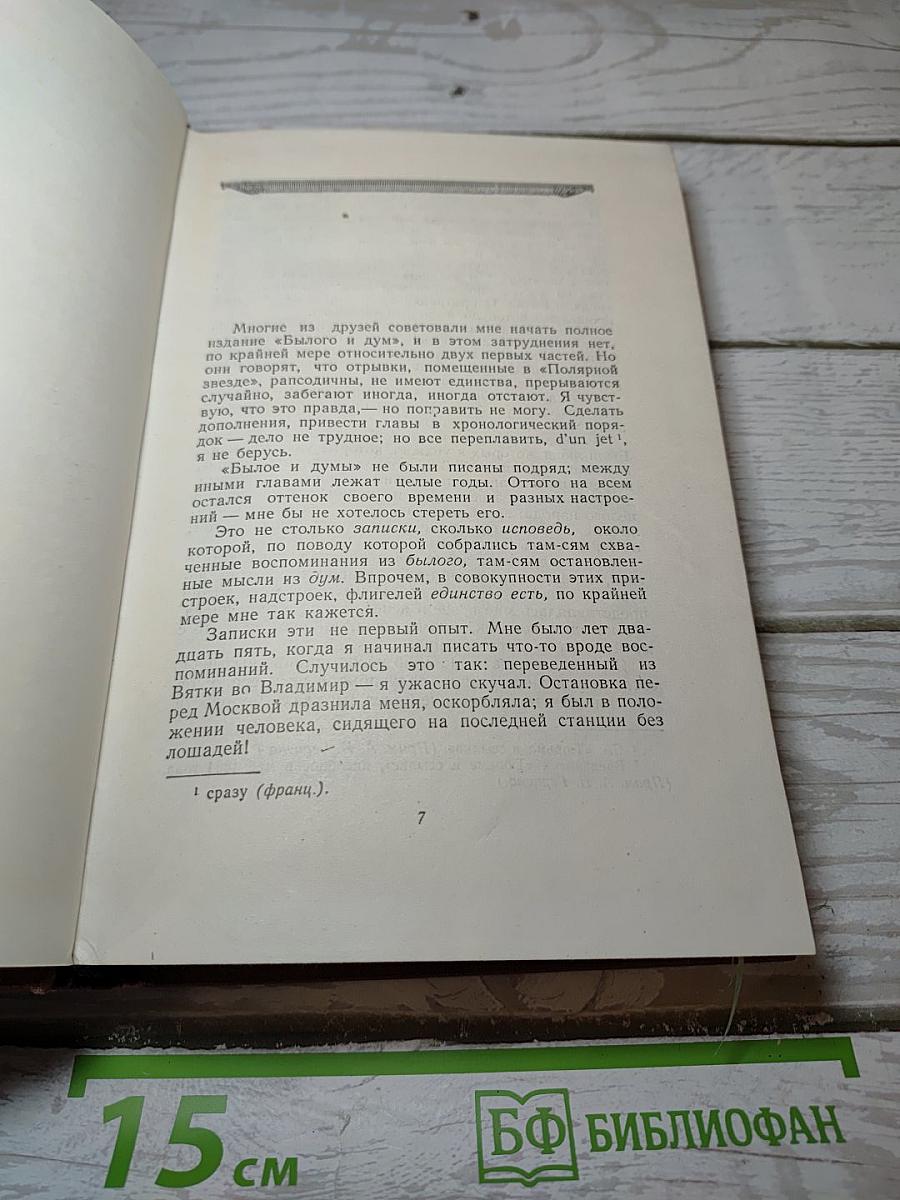 Многие из друзей советовали мне начать полное
издание «Былого и дум», и в этом затруднения нет,
по крайней мере относительно двух первых частей. Но
они говорят, что отрывки, помещенные в «Полярной
звезде», рапсодичны, не имеют единства, прерываются
случайно, забегают иногда, иногда отстают. Я чувст-
вую, что это правда,— но поправить не могу. Сделать
дополнения, привести главы в хронологический поря-
док — дело не трудное; но все переплавить, d'un jet ¹,
я не берусь.
«Былое и думы» не были писаны подряд; между
иными главами лежат целые годы. Оттого на всем
остался оттенок своего времени и разных настрое-
ний — мне бы не хотелось стереть его.
Это не столько записки, сколько исповедь, около
которой, по поводу которой собрались там-сям схва-
ченные воспоминания из былого, там-сям остановлен-
ные мысли из дум. Впрочем, в совокупности этих при-
строек, надстроек, флигелей единство есть, по крайней
мере мне так кажется.
Записки эти не первый опыт. Мне было лет два-
дцать пять, когда я начинал писать что-то вроде вос-
поминаний. Случилось это так: переведенный из
Вятки во Владимир — я ужасно скучал. Остановка пе-
ред Москвой дразнила меня, оскорбляла; я был в поло-
жении человека, сидящего на последней станции без
лошадей!
¹ сразу (франц.).
7
15 см
БФ БИБЛИОФАН